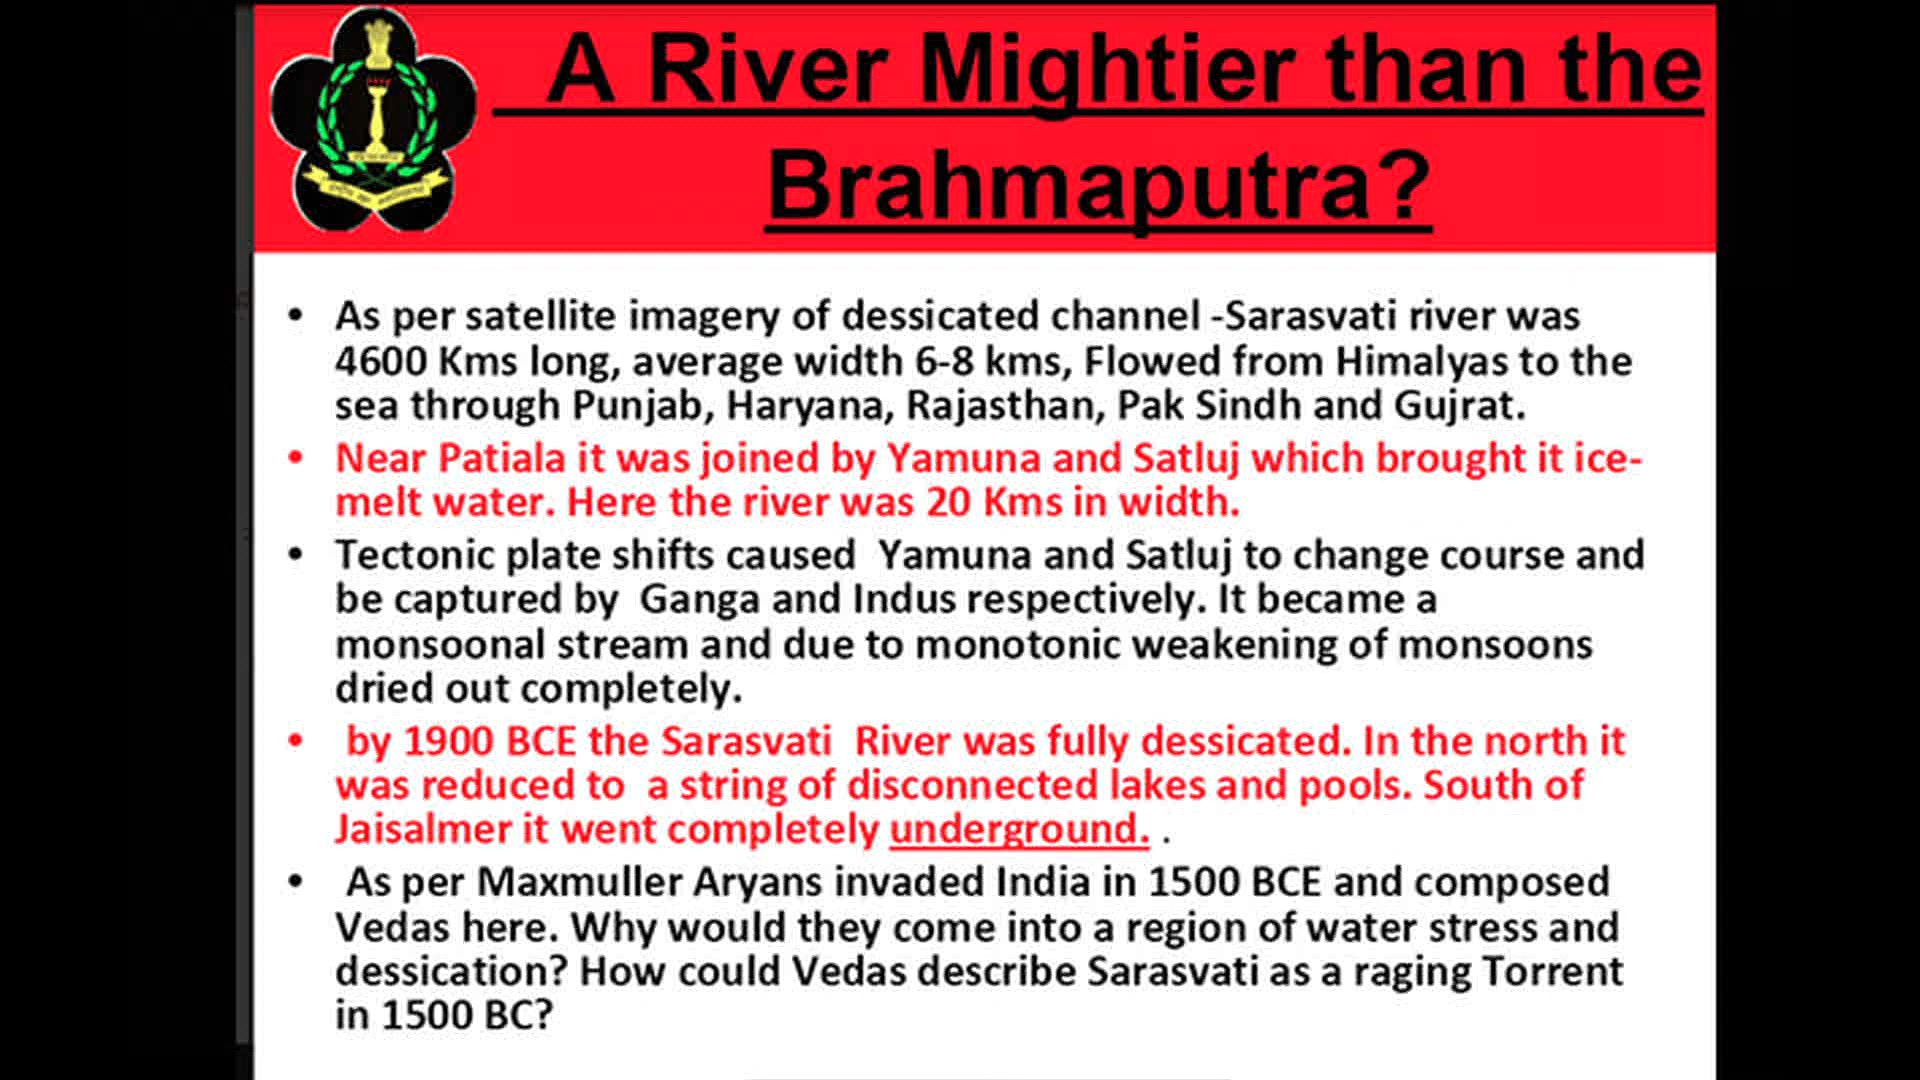 A River Mightier than the
Brahmaputra?
• As per satellite imagery of dessicated channel -Sarasvati river was
4600 Kms long, average width 6-8 kms, Flowed from Himalyas to the
sea through Punjab, Haryana, Rajasthan, Pak Sindh and Gujrat.
• Near Patiala it was joined by Yamuna and Satluj which brought it ice-
melt water. Here the river was 20 Kms in width.
• Tectonic plate shifts caused Yamuna and Satluj to change course and
be captured by Ganga and Indus respectively. It became a
monsoonal stream and due to monotonic weakening of monsoons
dried out completely.
• by 1900 BCE the Sarasvati River was fully dessicated. In the north it
was reduced to a string of disconnected lakes and pools. South of
Jaisalmer it went completely underground. .
• As per Maxmuller Aryans invaded India in 1500 BCE and composed
Vedas here. Why would they come into a region of water stress and
dessication? How could Vedas describe Sarasvati as a raging Torrent
in 1500 BC?